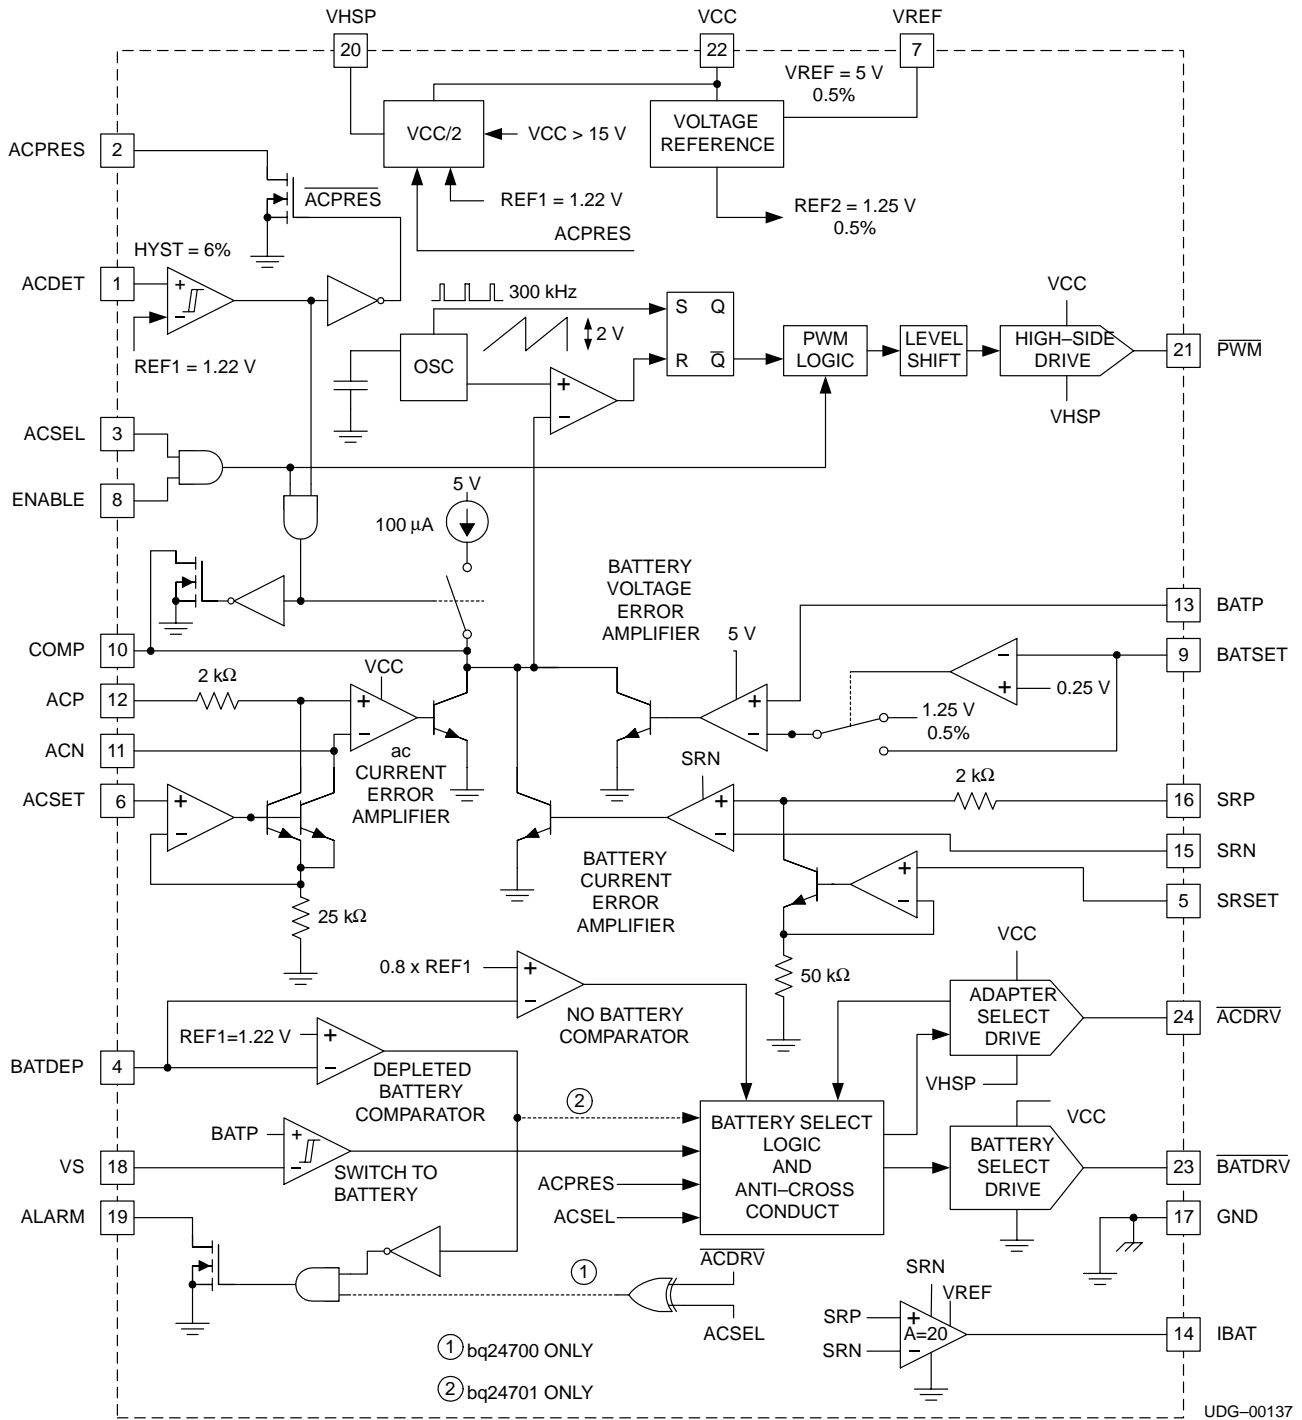 VHSP
VCC
VREF
20
22
7
VREF = 5 V
0.5%
VCC/2
VCC > 15 V
VOLTAGE
REFERENCE
ACPRES
2
ACPRES
REF1 = 1.22 V
REF2 = 1.25 V
0.5%
ACPRES
HYST = 6%
ACDET
1
+
–
REF1 = 1.22 V
300 kHz
2 V
OSC
+
–
S Q
R Q
PWM
LOGIC
LEVEL
SHIFT
VCC
HIGH–SIDE
DRIVE
VHSP
21
PWM
ACSEL
3
ENABLE
8
5 V
100 µA
BATTERY
VOLTAGE
ERROR
AMPLIFIER
5 V
+
–
13
BATP
9
BATSET
–
+
0.25 V
1.25 V
0.5%
COMP
10
ACP
12
2 kΩ
VCC
+
–
ACN
11
ac
CURRENT
ERROR
AMPLIFIER
ACSET
6
+
–
25 kΩ
SRN
+
–
2 kΩ
16
SRP
15
SRN
BATTERY
CURRENT
ERROR
AMPLIFIER
+
–
5
SRSET
50 kΩ
0.8 x REF1
+
–
NO BATTERY
COMPARATOR
VCC
ADAPTER
SELECT
DRIVE
VHSP
24
ACDRV
REF1=1.22 V
+
–
BATDEP
4
DEPLETED
BATTERY
COMPARATOR
2
BATTERY SELECT
LOGIC
AND
ANTI–CROSS
CONDUCT
VCC
BATTERY
SELECT
DRIVE
23
BATDRV
BATP
+
–
VS
18
SWITCH TO
BATTERY
ACPRES
ACSEL
ALARM
19
17
GND
ACDRV
1
ACSEL
SRN
VREF
SRP
+
A=20
SRN
–
14
IBAT
1 bq24700 ONLY
2 bq24701 ONLY
UDG–00137